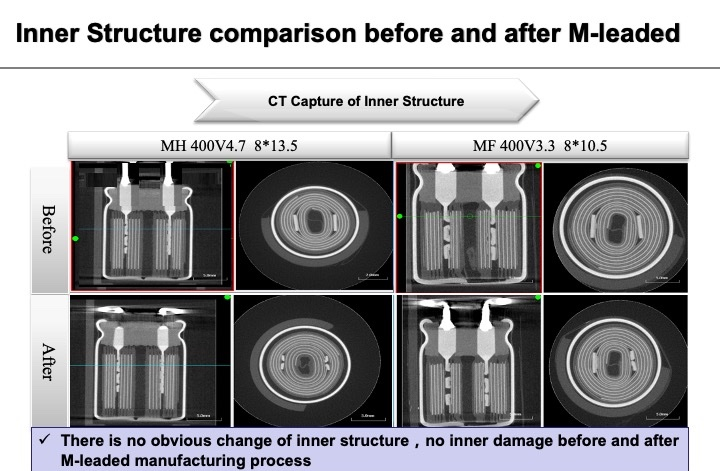 Inner Structure comparison before and after M-leaded
CT Capture of Inner Structure
MH 400V4.7 8*13.5
MF 400V3.3 8*10.5
Before
After
✓ There is no obvious change of inner structure , no inner damage before and after
M-leaded manufacturing process